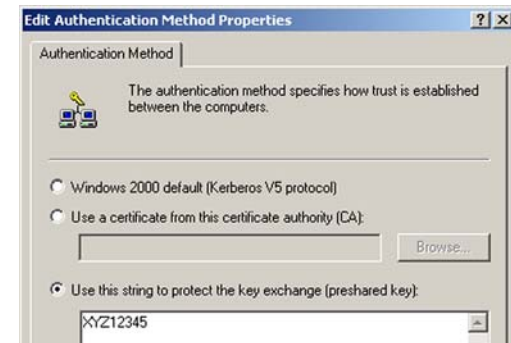 Edit Authentication Method Properties
Authentication Method
The authentication method specifies how trust is established
between the computers.
Windows 2000 default (Kerberos V5 protocol)
Use a certificate from this certificate authority (CA):
Browse...
Use this string to protect the key exchange (preshared key):
XYZ12345